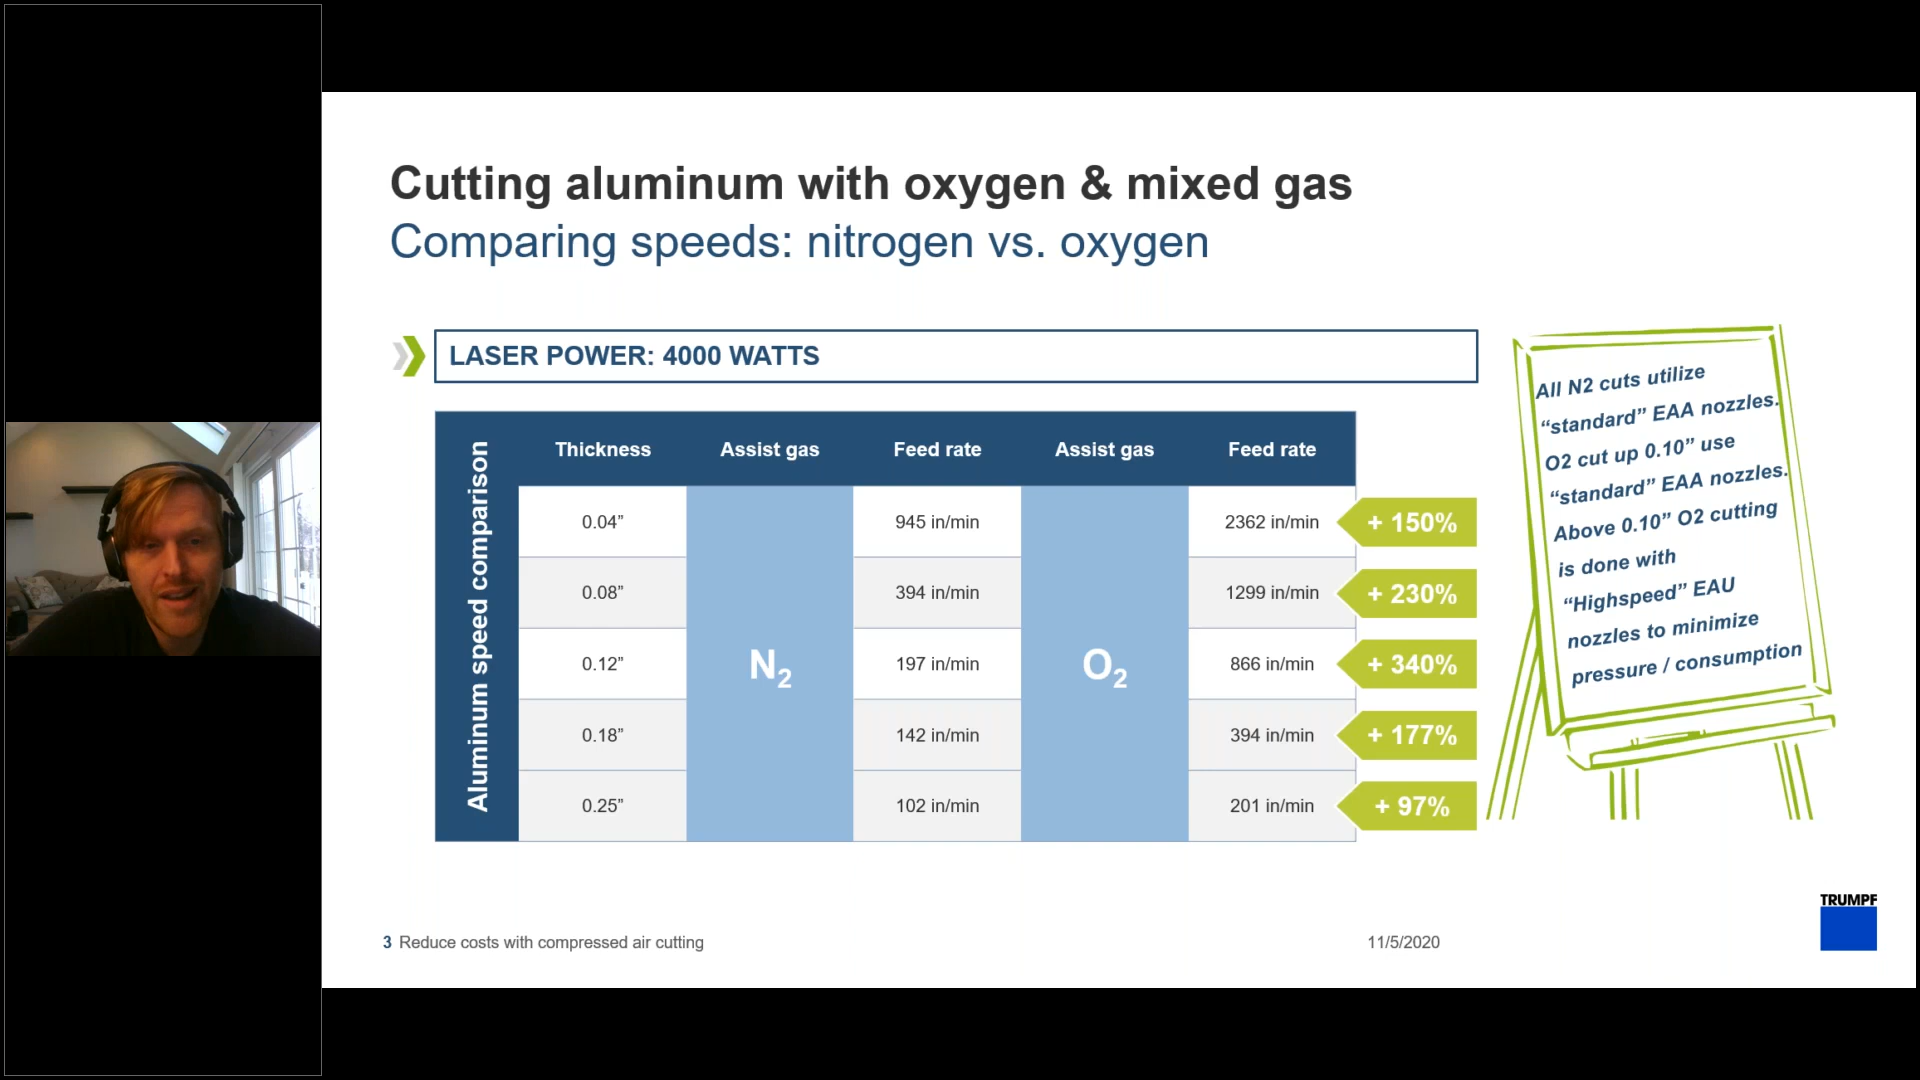 Cutting aluminum with oxygen & mixed gas
Comparing speeds: nitrogen vs. oxygen
LASER POWER: 4000 WATTS
Aluminum speed comparison
Thickness Assist gas Feed rate Assist gas Feed rate
0.04” 945 in/min 2362 in/min + 150%
0.08” 394 in/min 1299 in/min + 230%
0.12” N2 197 in/min O2 866 in/min + 340%
0.18” 142 in/min 394 in/min + 177%
0.25” 102 in/min 201 in/min + 97%
All N2 cuts utilize
“standard” EAA nozzles.
O2 cut up 0.10” use
“standard” EAA nozzles.
Above 0.10” O2 cutting
is done with
“Highspeed” EAU
nozzles to minimize
pressure / consumption
3 Reduce costs with compressed air cutting
11/5/2020
TRUMPF